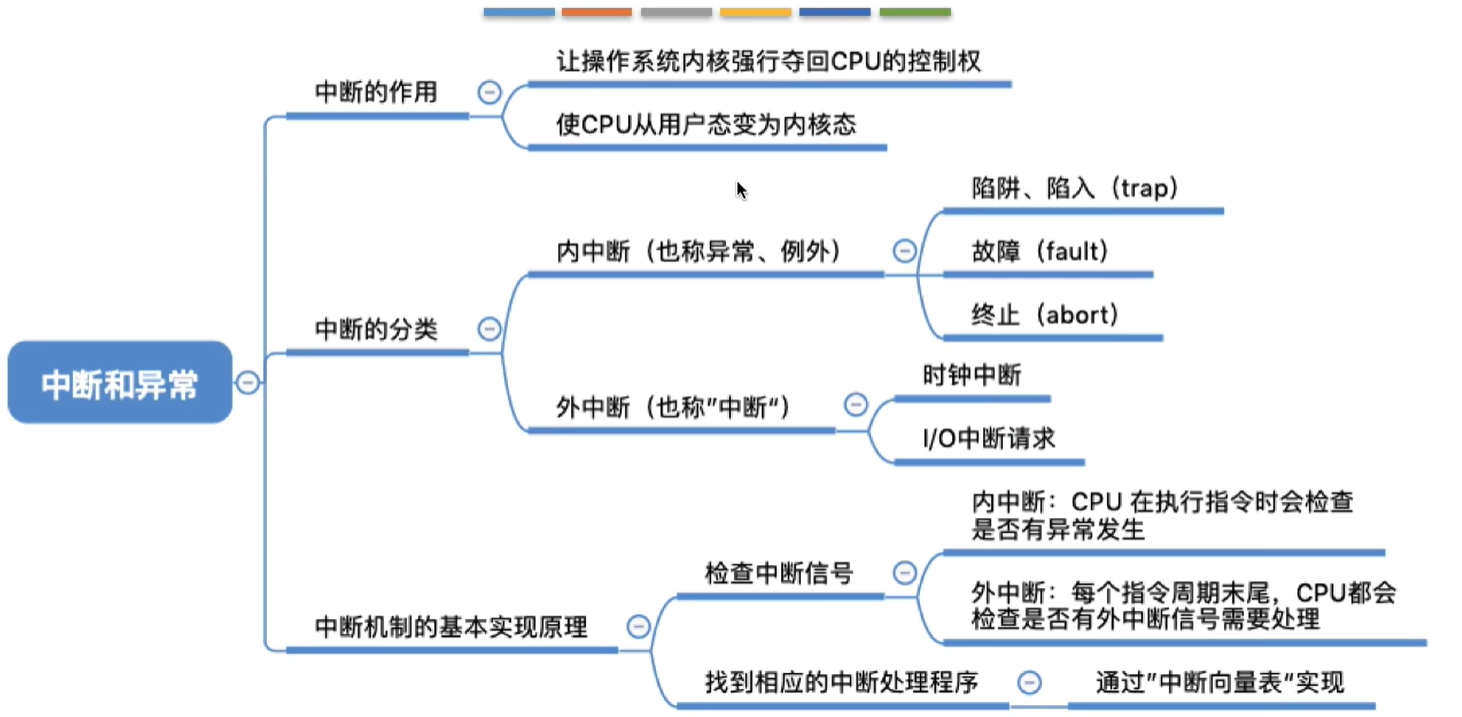 中断和异常
中断的作用
让操作系统内核强行夺回CPU的控制权
使CPU从用户态变为内核态
中断的分类
内中断（也称异常、例外）
陷阱、陷入（trap）
故障（fault）
终止（abort）
外中断（也称”中断“）
时钟中断
I/O中断请求
中断机制的基本实现原理
检查中断信号
内中断：CPU 在执行指令时会检查
是否有异常发生
外中断：每个指令周期末尾，CPU都会
检查是否有外中断信号需要处理
找到相应的中断处理程序
通过”中断向量表“实现